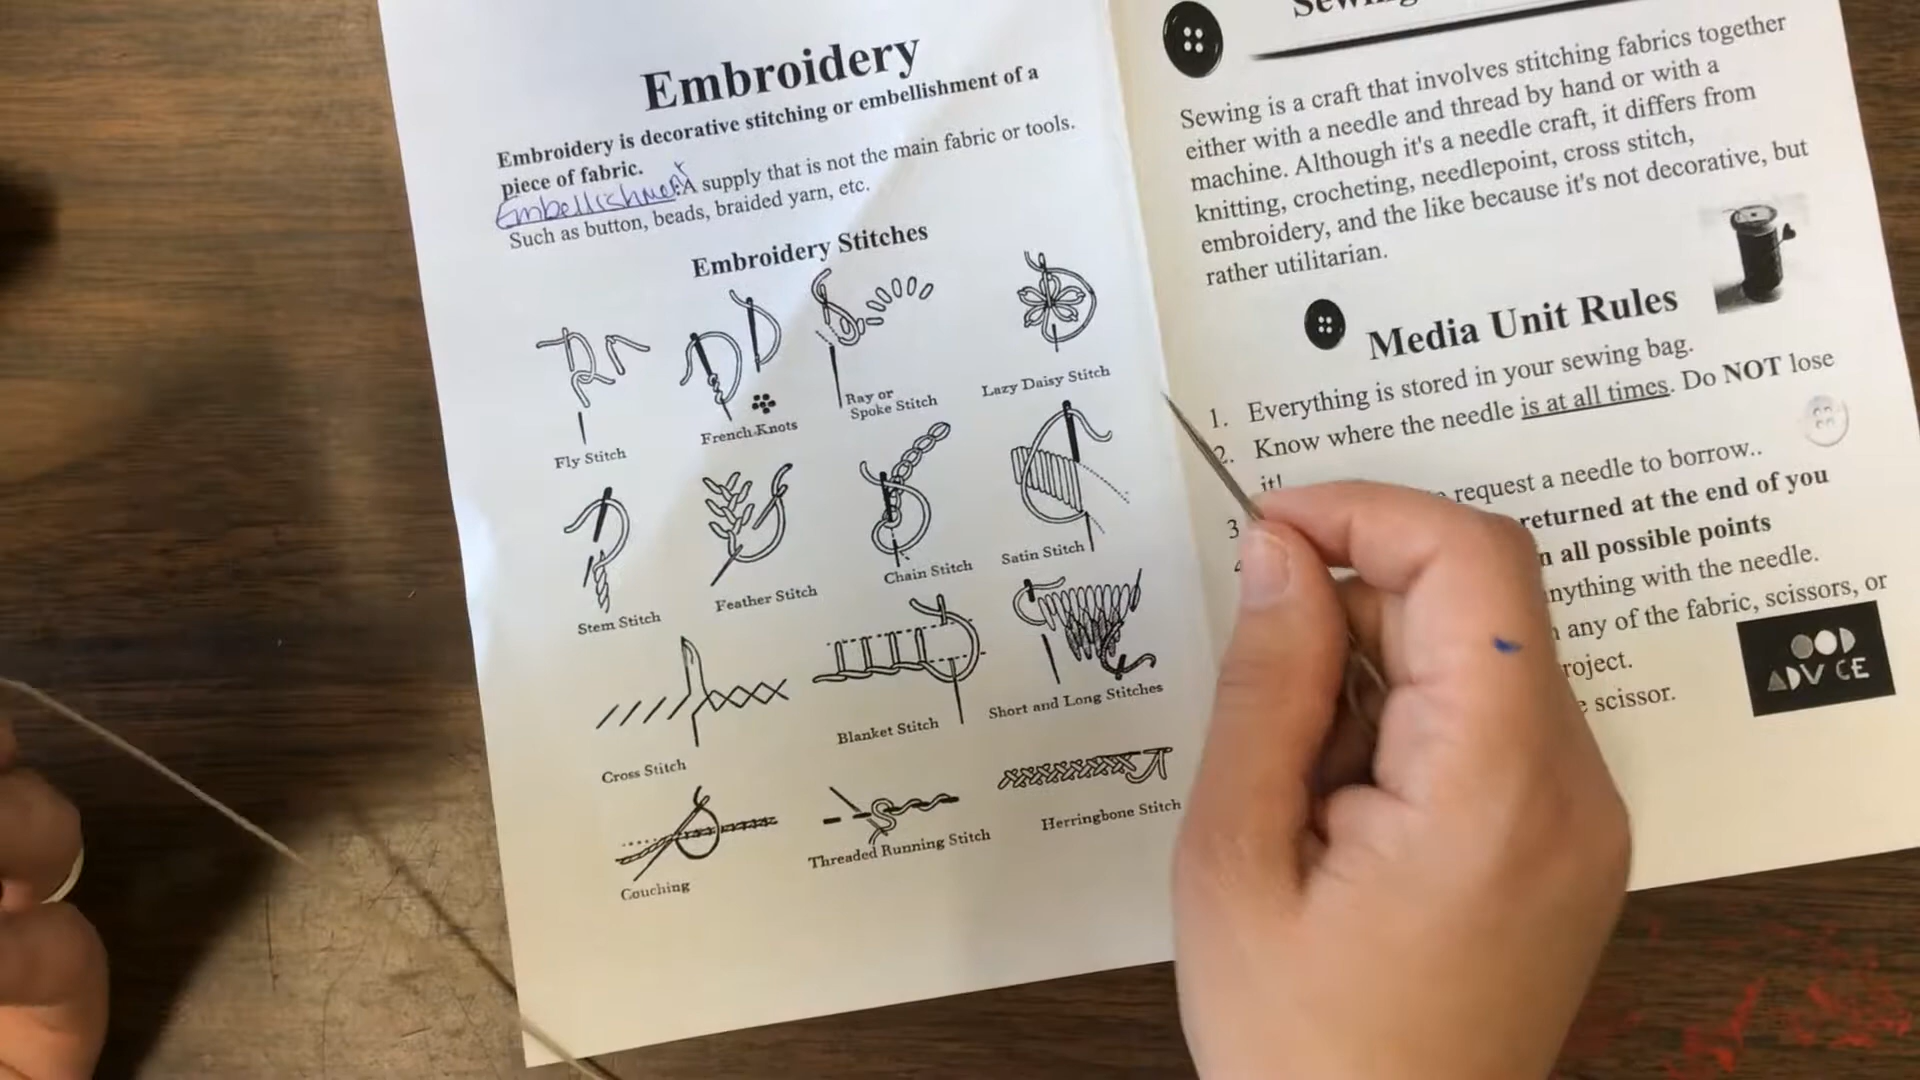 Embroidery
Embroidery is decorative stitching or embellishment of a
piece of fabric.
Embellishment: A supply that is not the main fabric or tools.
Such as button, beads, braided yarn, etc.
Embroidery Stitches
Fly Stitch
French Knots
Ray or
Spoke Stitch
Lazy Daisy Stitch
Stem Stitch
Feather Stitch
Chain Stitch
Satin Stitch
Cross Stitch
Blanket Stitch
Short and Long Stitches
Couching
Threaded Running Stitch
Herringbone Stitch
Sewing is a craft that involves stitching fabrics together
either with a needle and thread by hand or with a
machine. Although it's a needle craft, it differs from
knitting, crocheting, needlepoint, cross stitch,
embroidery, and the like because it's not decorative, but
rather utilitarian.
Media Unit Rules
1. Everything is stored in your sewing bag.
2. Know where the needle is at all times. Do NOT lose
it!
3 request a needle to borrow..
returned at the end of you
all possible points
with the needle.
any of the fabric, scissors, or
scissor.
OOD
ADV CE